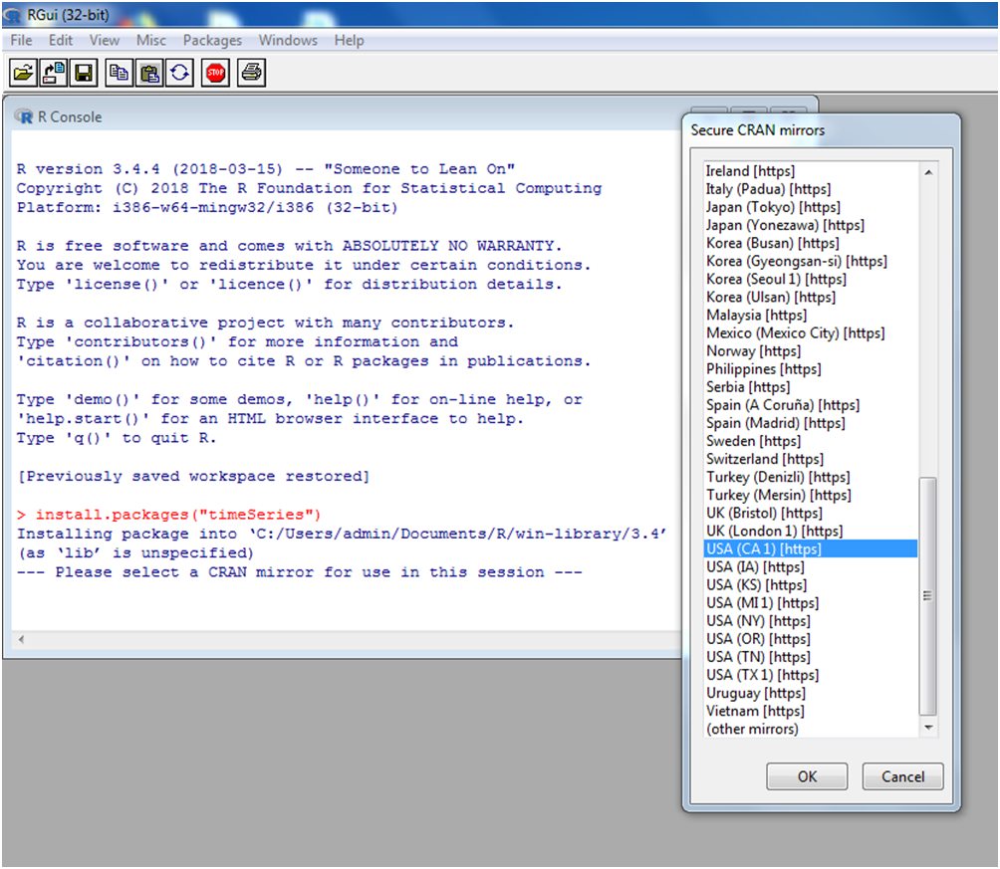 RGui (32-bit)
File Edit View Misc Packages Windows Help
STOP
R Console
R version 3.4.4 (2018-03-15) -- "Someone to Lean On"
Copyright (C) 2018 The R Foundation for Statistical Computing
Platform: i386-w64-mingw32/i386 (32-bit)
R is free software and comes with ABSOLUTELY NO WARRANTY.
You are welcome to redistribute it under certain conditions.
Type 'license()' or 'licence()' for distribution details.
R is a collaborative project with many contributors.
Type 'contributors()' for more information and
'citation()' on how to cite R or R packages in publications.
Type 'demo()' for some demos, 'help()' for on-line help, or
'help.start()' for an HTML browser interface to help.
Type 'q()' to quit R.
[Previously saved workspace restored]
> install.packages("timeSeries")
Installing package into ‘C:/Users/admin/Documents/R/win-library/3.4’
(as ‘lib’ is unspecified)
--- Please select a CRAN mirror for use in this session ---
Secure CRAN mirrors
Ireland [https]
Italy (Padua) [https]
Japan (Tokyo) [https]
Japan (Yonezawa) [https]
Korea (Busan) [https]
Korea (Gyeongsan-si) [https]
Korea (Seoul 1) [https]
Korea (Ulsan) [https]
Malaysia [https]
Mexico (Mexico City) [https]
Norway [https]
Philippines [https]
Serbia [https]
Spain (A Coruña) [https]
Spain (Madrid) [https]
Sweden [https]
Switzerland [https]
Turkey (Denizli) [https]
Turkey (Mersin) [https]
UK (Bristol) [https]
UK (London 1) [https]
USA (CA 1) [https]
USA (IA) [https]
USA (KS) [https]
USA (MI 1) [https]
USA (NY) [https]
USA (OR) [https]
USA (TN) [https]
USA (TX 1) [https]
Uruguay [https]
Vietnam [https]
(other mirrors)
OK Cancel